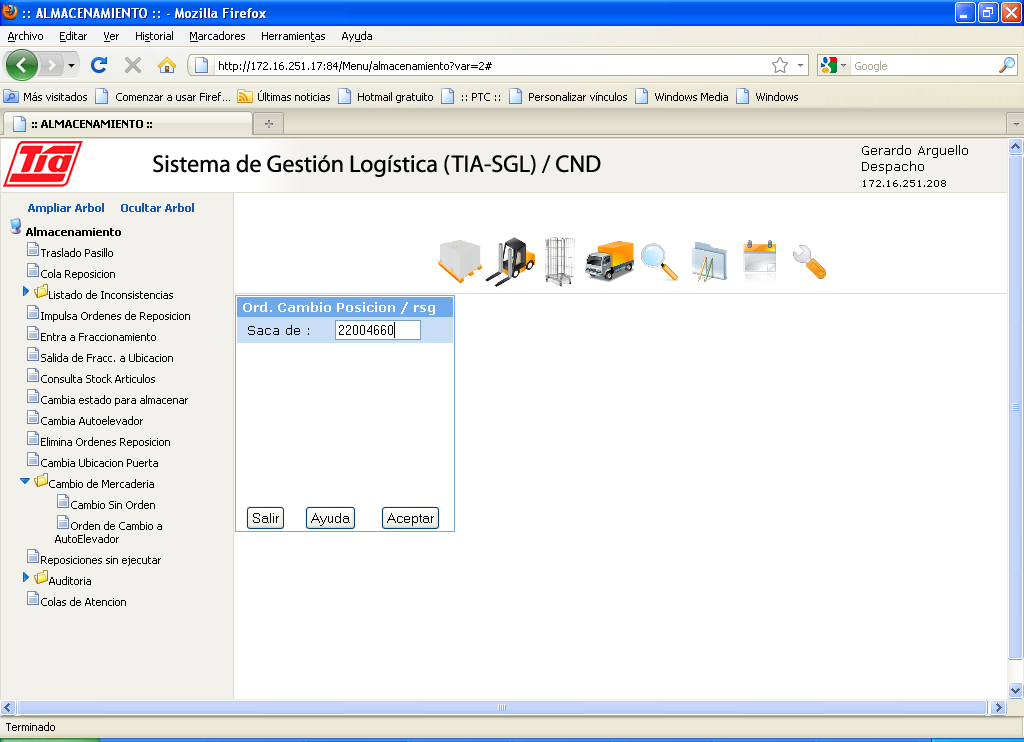 :: ALMACENAMIENTO :: - Mozilla Firefox
Archivo Editar Ver Historial Marcadores Herramientas Ayuda
http://172.16.251.17:84/Menu/almacenamiento?var=2#
Google
Más visitados Comenzar a usar Firef... Últimas noticias Hotmail gratuito :: PTC :: Personalizar vínculos Windows Media Windows
:: ALMACENAMIENTO ::
Tia
Sistema de Gestión Logística (TIA-SGL) / CND
Gerardo Arguello
Despacho
172.16.251.208
Ampliar Arbol Ocultar Arbol
Almacenamiento
Traslado Pasillo
Cola Reposicion
Listado de Inconsistencias
Impulsa Ordenes de Reposicion
Entra a Fraccionamiento
Salida de Fracc. a Ubicacion
Consulta Stock Articulos
Cambia estado para almacenar
Cambia Autoelevador
Elimina Ordenes Reposicion
Cambia Ubicacion Puerta
Cambio de Mercaderia
Cambio Sin Orden
Orden de Cambio a
AutoElevador
Reposiciones sin ejecutar
Auditoria
Colas de Atencion
Ord. Cambio Posicion / rsg
Saca de : 22004660
Salir Ayuda Aceptar
Terminado